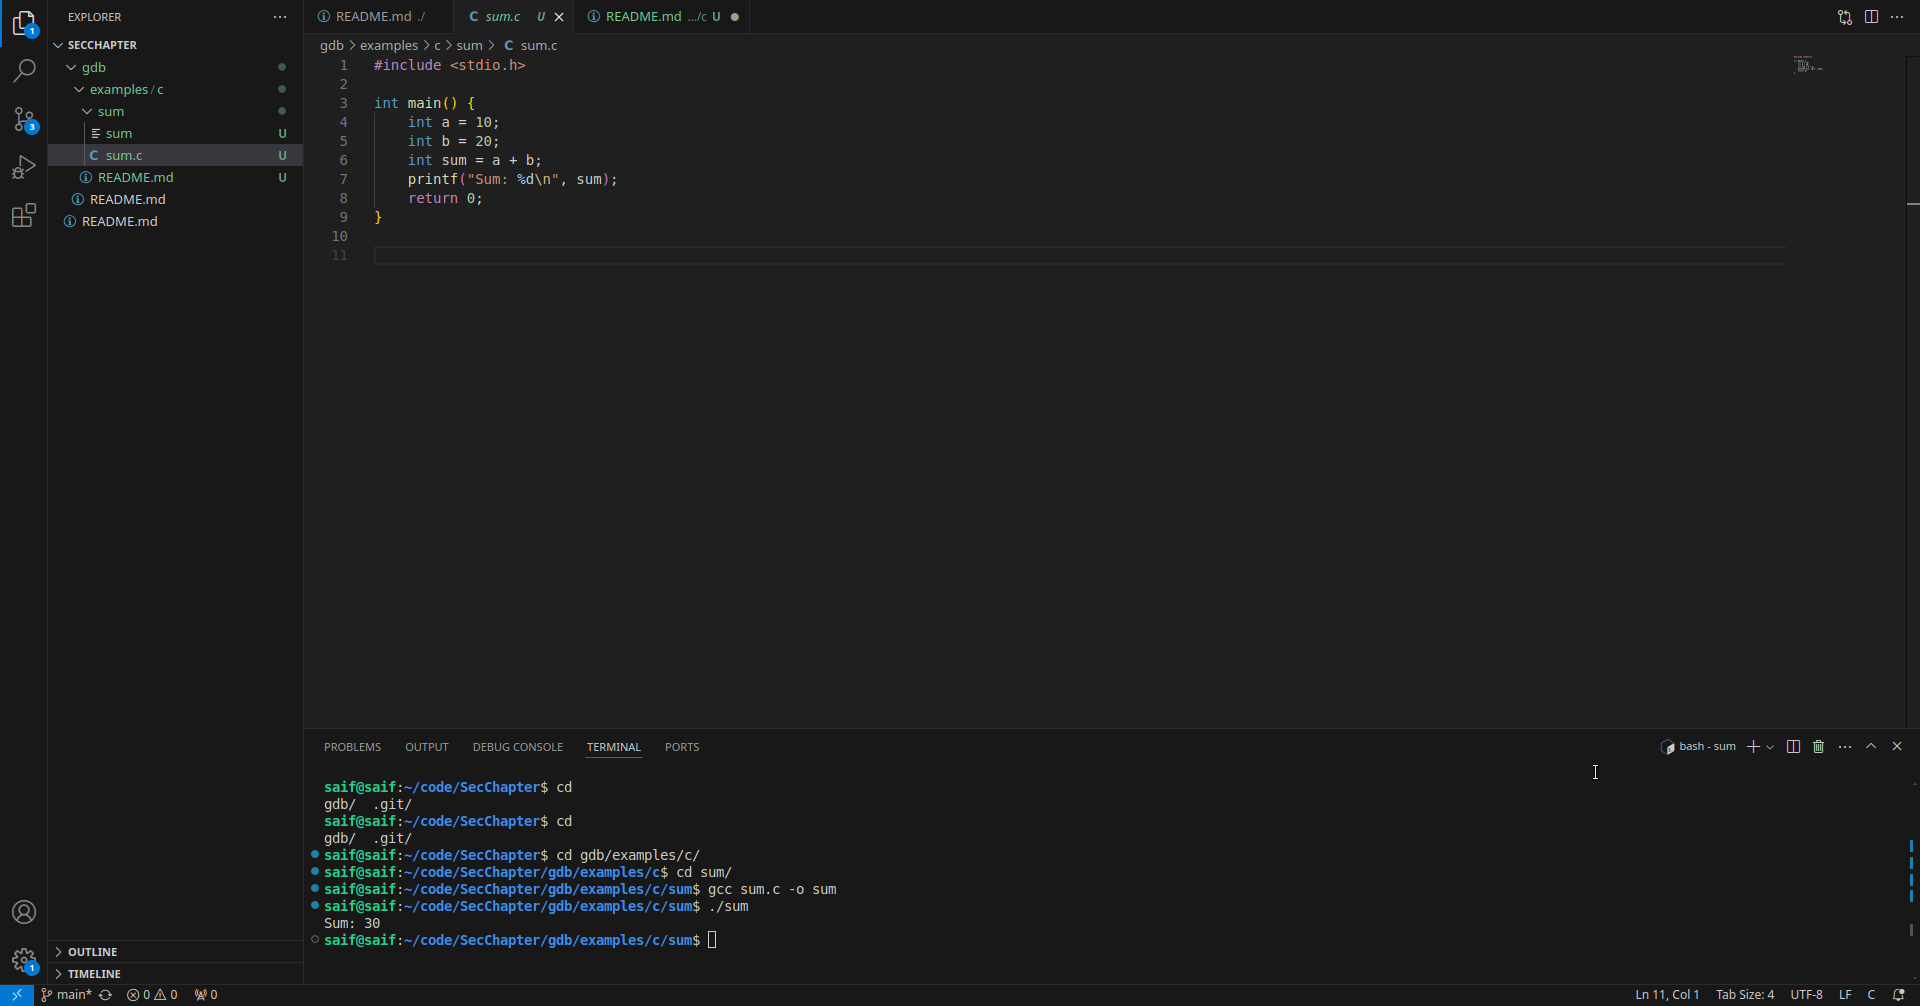 EXPLORER
SECCHAPTER
gdb
examples / c
sum
sum U
sum.c U
README.md U
README.md
README.md
OUTLINE
TIMELINE
README.md ./
sum.c U
README.md .../c U
gdb > examples > c > sum > C sum.c
1 #include <stdio.h>
2
3 int main() {
4 int a = 10;
5 int b = 20;
6 int sum = a + b;
7 printf("Sum: %d\n", sum);
8 return 0;
9 }
10
11
PROBLEMS OUTPUT DEBUG CONSOLE TERMINAL PORTS
bash - sum
saif@saif:~/code/SecChapter$ cd
gdb/ .git/
saif@saif:~/code/SecChapter$ cd
gdb/ .git/
saif@saif:~/code/SecChapter$ cd gdb/examples/c/
saif@saif:~/code/SecChapter/gdb/examples/c$ cd sum/
saif@saif:~/code/SecChapter/gdb/examples/c/sum$ gcc sum.c -o sum
saif@saif:~/code/SecChapter/gdb/examples/c/sum$ ./sum
Sum: 30
saif@saif:~/code/SecChapter/gdb/examples/c/sum$
1
3
1
main* 0 0 0
Ln 11, Col 1 Tab Size: 4 UTF-8 LF C